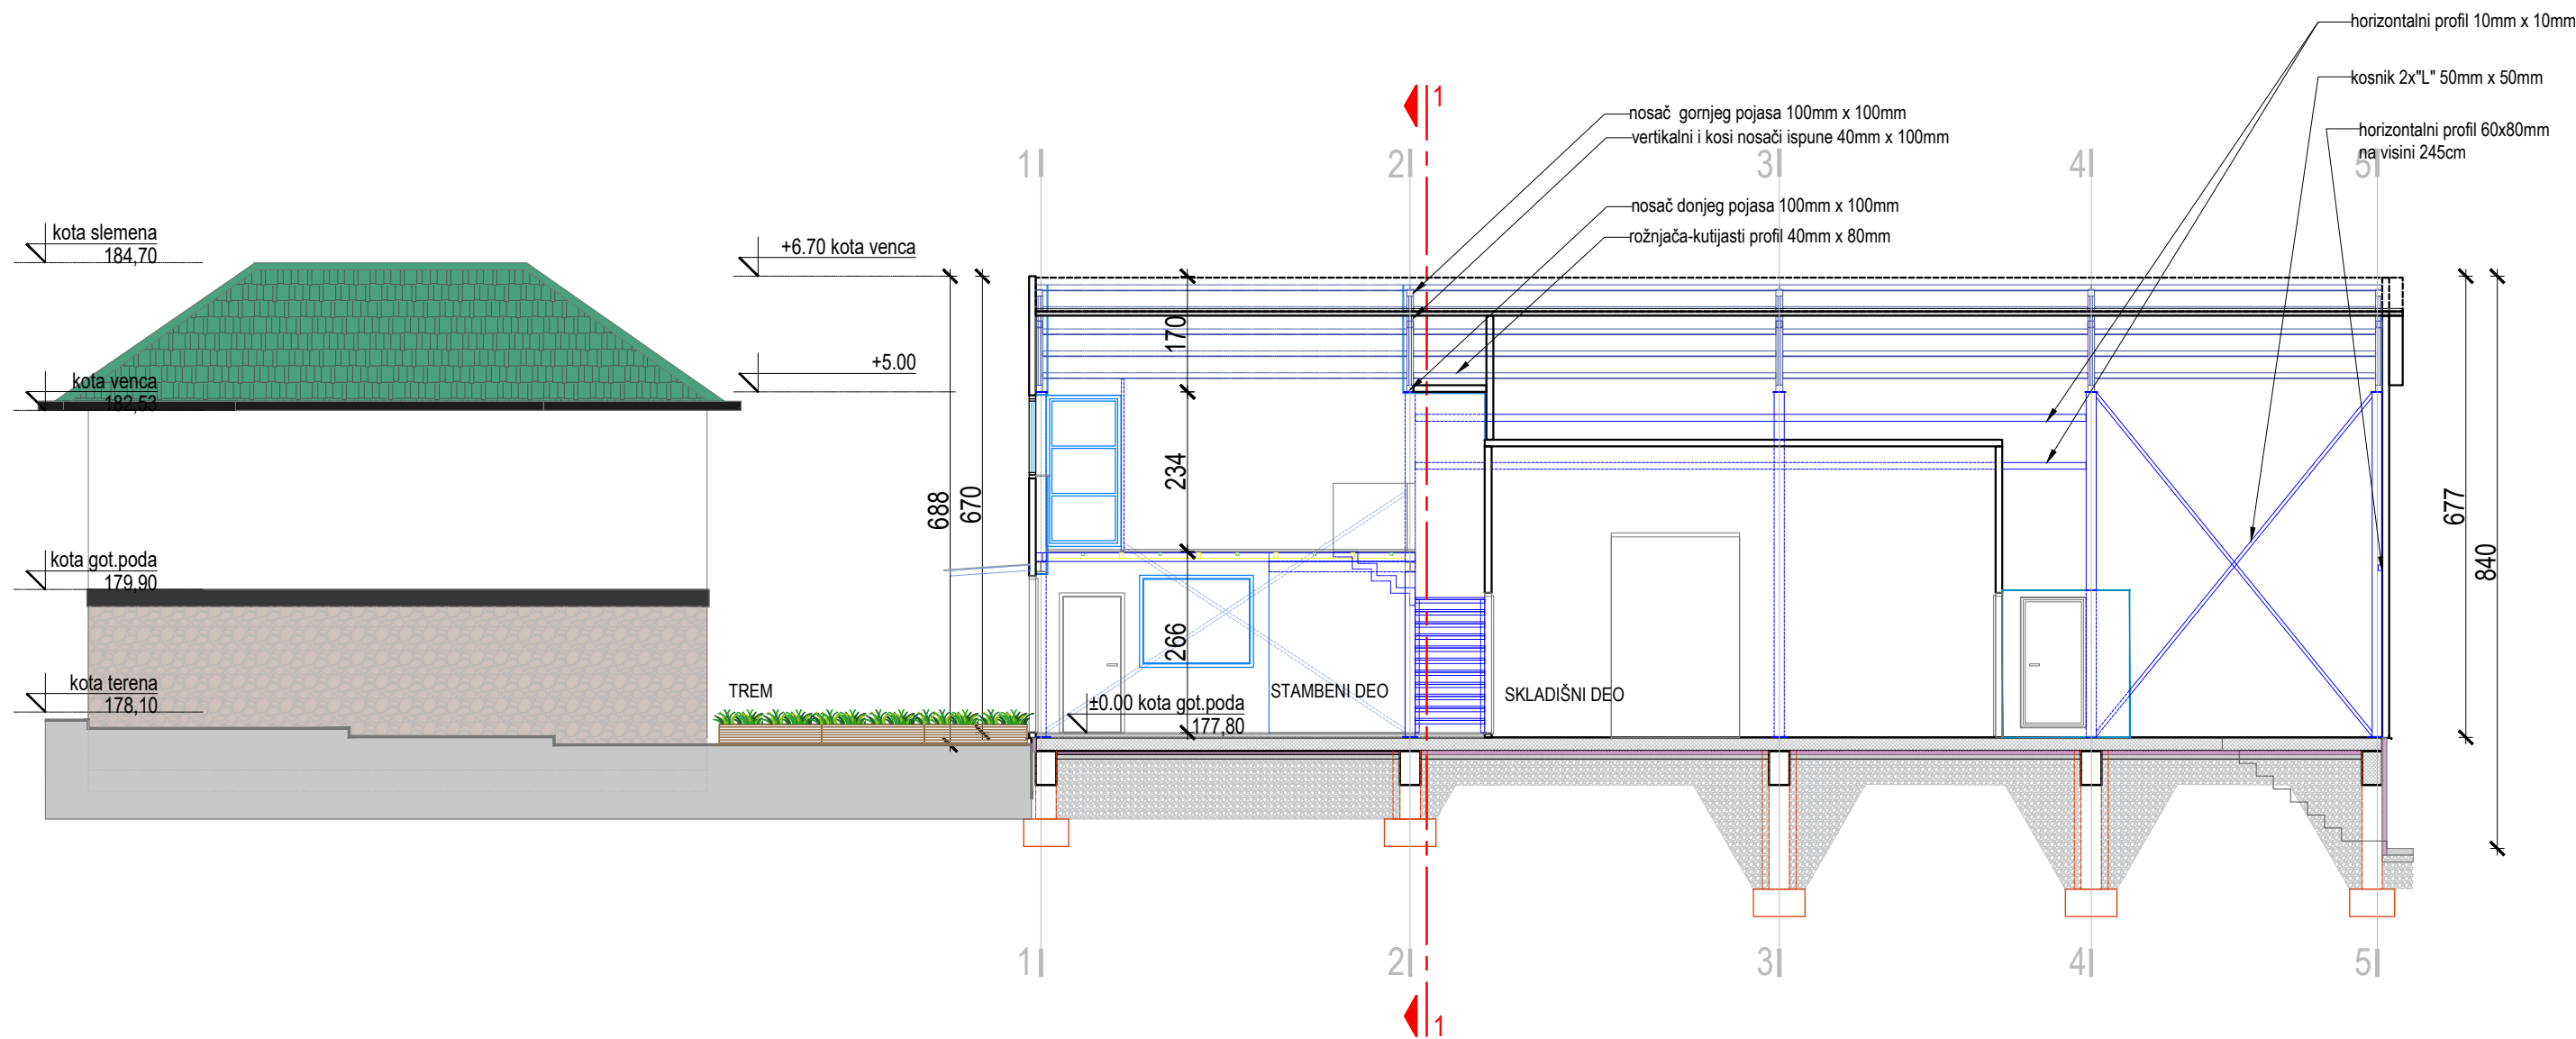 horizontalni profil 10mm x 10mm
kosnik 2x"L" 50mm x 50mm
1
nosač gornjeg pojasa 100mm x 100mm
vertikalni i kosi nosači ispune 40mm x 100mm
horizontalni profil 60x80mm
na visini 245cm
1 2 3 4 5
nosač donjeg pojasa 100mm x 100mm
rožnjača-kutijasti profil 40mm x 80mm
kota slemena
184,70
+6.70 kota venca
170
+5.00
kota venca
182,53
234
688
670
677
840
kota got.poda
179,90
266
kota terena
178,10
TREM
STAMBENI DEO
SKLADIŠNI DEO
±0.00 kota got.poda
177,80
1 2 3 4 5
1